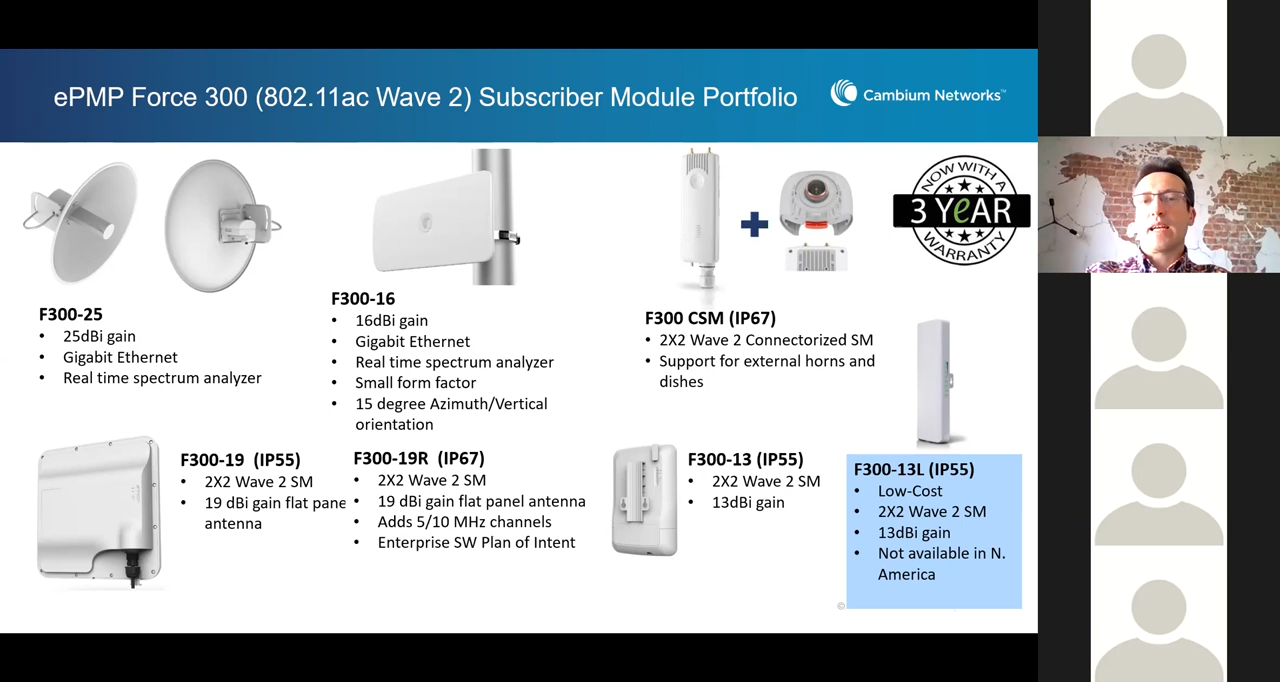 ePMP Force 300 (802.11ac Wave 2) Subscriber Module Portfolio
Cambium Networks™
NOW WITH A
3 YeAR
WARRANTY
F300-25
• 25dBi gain
• Gigabit Ethernet
• Real time spectrum analyzer
F300-16
• 16dBi gain
• Gigabit Ethernet
• Real time spectrum analyzer
• Small form factor
• 15 degree Azimuth/Vertical
orientation
F300 CSM (IP67)
• 2X2 Wave 2 Connectorized SM
• Support for external horns and
dishes
F300-19 (IP55)
• 2X2 Wave 2 SM
• 19 dBi gain flat pane
antenna
F300-19R (IP67)
• 2X2 Wave 2 SM
• 19 dBi gain flat panel antenna
• Adds 5/10 MHz channels
• Enterprise SW Plan of Intent
F300-13 (IP55)
• 2X2 Wave 2 SM
• 13dBi gain
F300-13L (IP55)
• Low-Cost
• 2X2 Wave 2 SM
• 13dBi gain
• Not available in N.
America
©